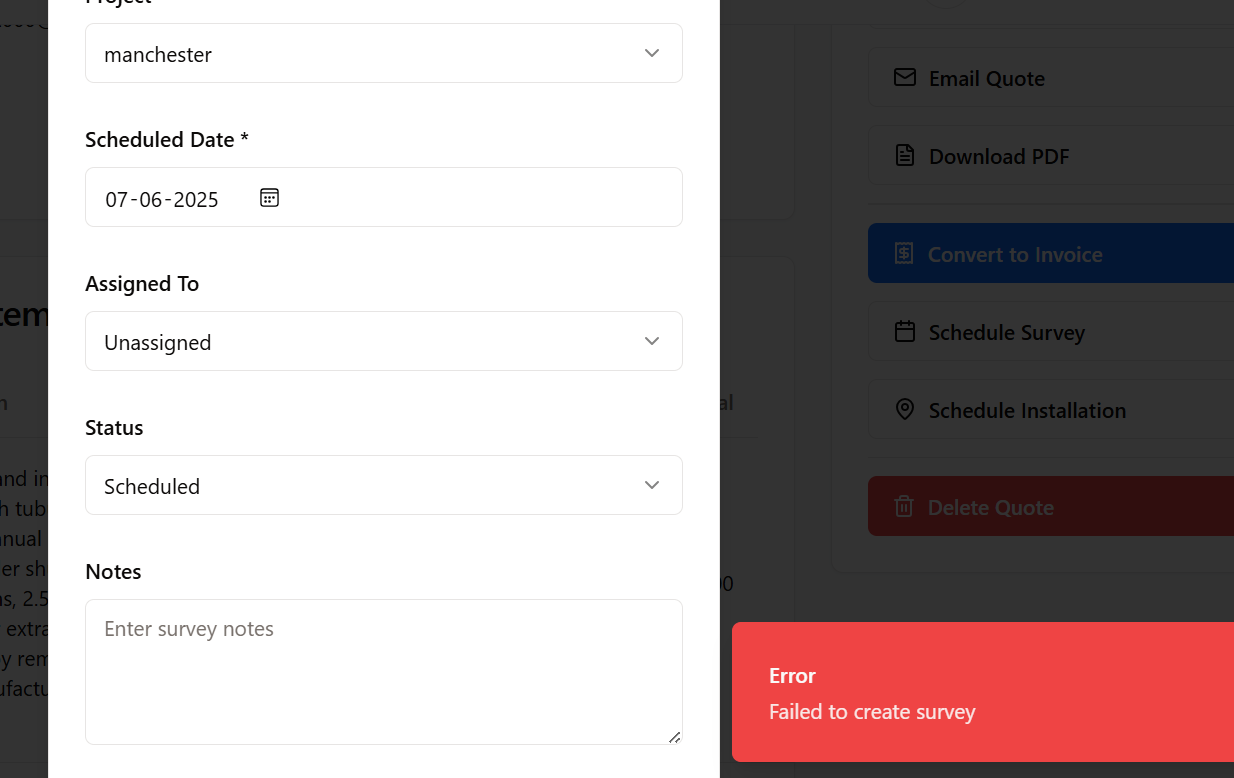 Project
manchester
Scheduled Date *
07-06-2025
Assigned To
Unassigned
Status
Scheduled
Notes
Enter survey notes
Email Quote
Download PDF
Convert to Invoice
Schedule Survey
Schedule Installation
Delete Quote
Error
Failed to create survey